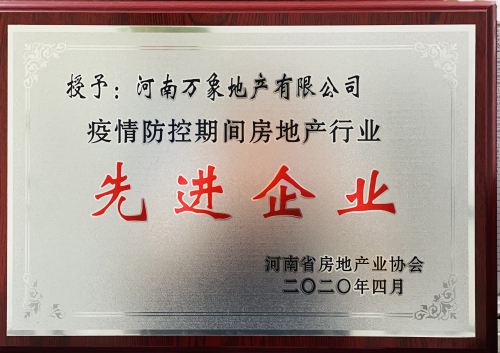 授予：河南万象地产有限公司
疫情防控期间房地产行业
先进企业
河南省房地产业协会
二〇二〇年四月